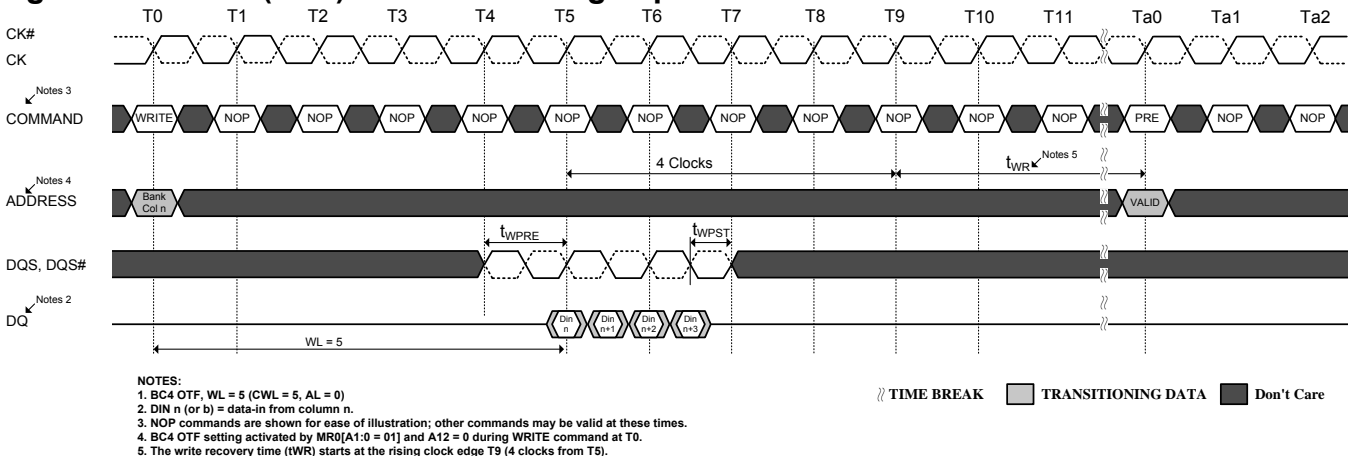 T0 T1 T2 T3 T4 T5 T6 T7 T8 T9 T10 T11 Ta0 Ta1 Ta2
CK#
CK
Notes 3
COMMAND WRITE NOP NOP NOP NOP NOP NOP NOP NOP NOP NOP NOP PRE NOP NOP
4 Clocks tWR Notes 5
Notes 4
ADDRESS Bank Col n VALID
tWPRE tWPST
DQS, DQS#
Notes 2
DQ Din n Din n+1 Din n+2 Din n+3
WL = 5
NOTES:
1. BC4 OTF, WL = 5 (CWL = 5, AL = 0)
2. DIN n (or b) = data-in from column n.
3. NOP commands are shown for ease of illustration; other commands may be valid at these times.
4. BC4 OTF setting activated by MR0[A1:0 = 01] and A12 = 0 during WRITE command at T0.
5. The write recovery time (tWR) starts at the rising clock edge T9 (4 clocks from T5).
TIME BREAK TRANSITIONING DATA Don't Care